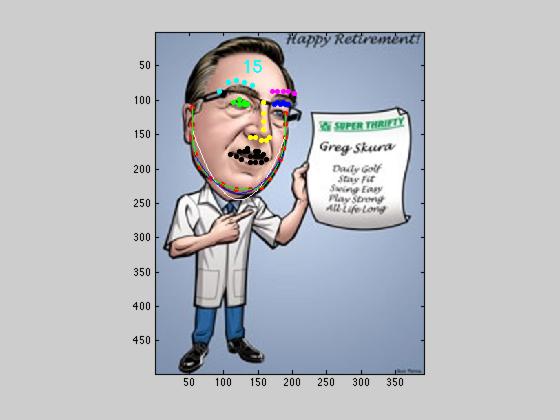 Happy Retirement!
15
SUPER THRIFTY
Greg Skura
Daily Golf
Stay Fit
Swing Easy
Play Strong
All-Life Long
50
100
150
200
250
300
350
400
450
50 100 150 200 250 300 350